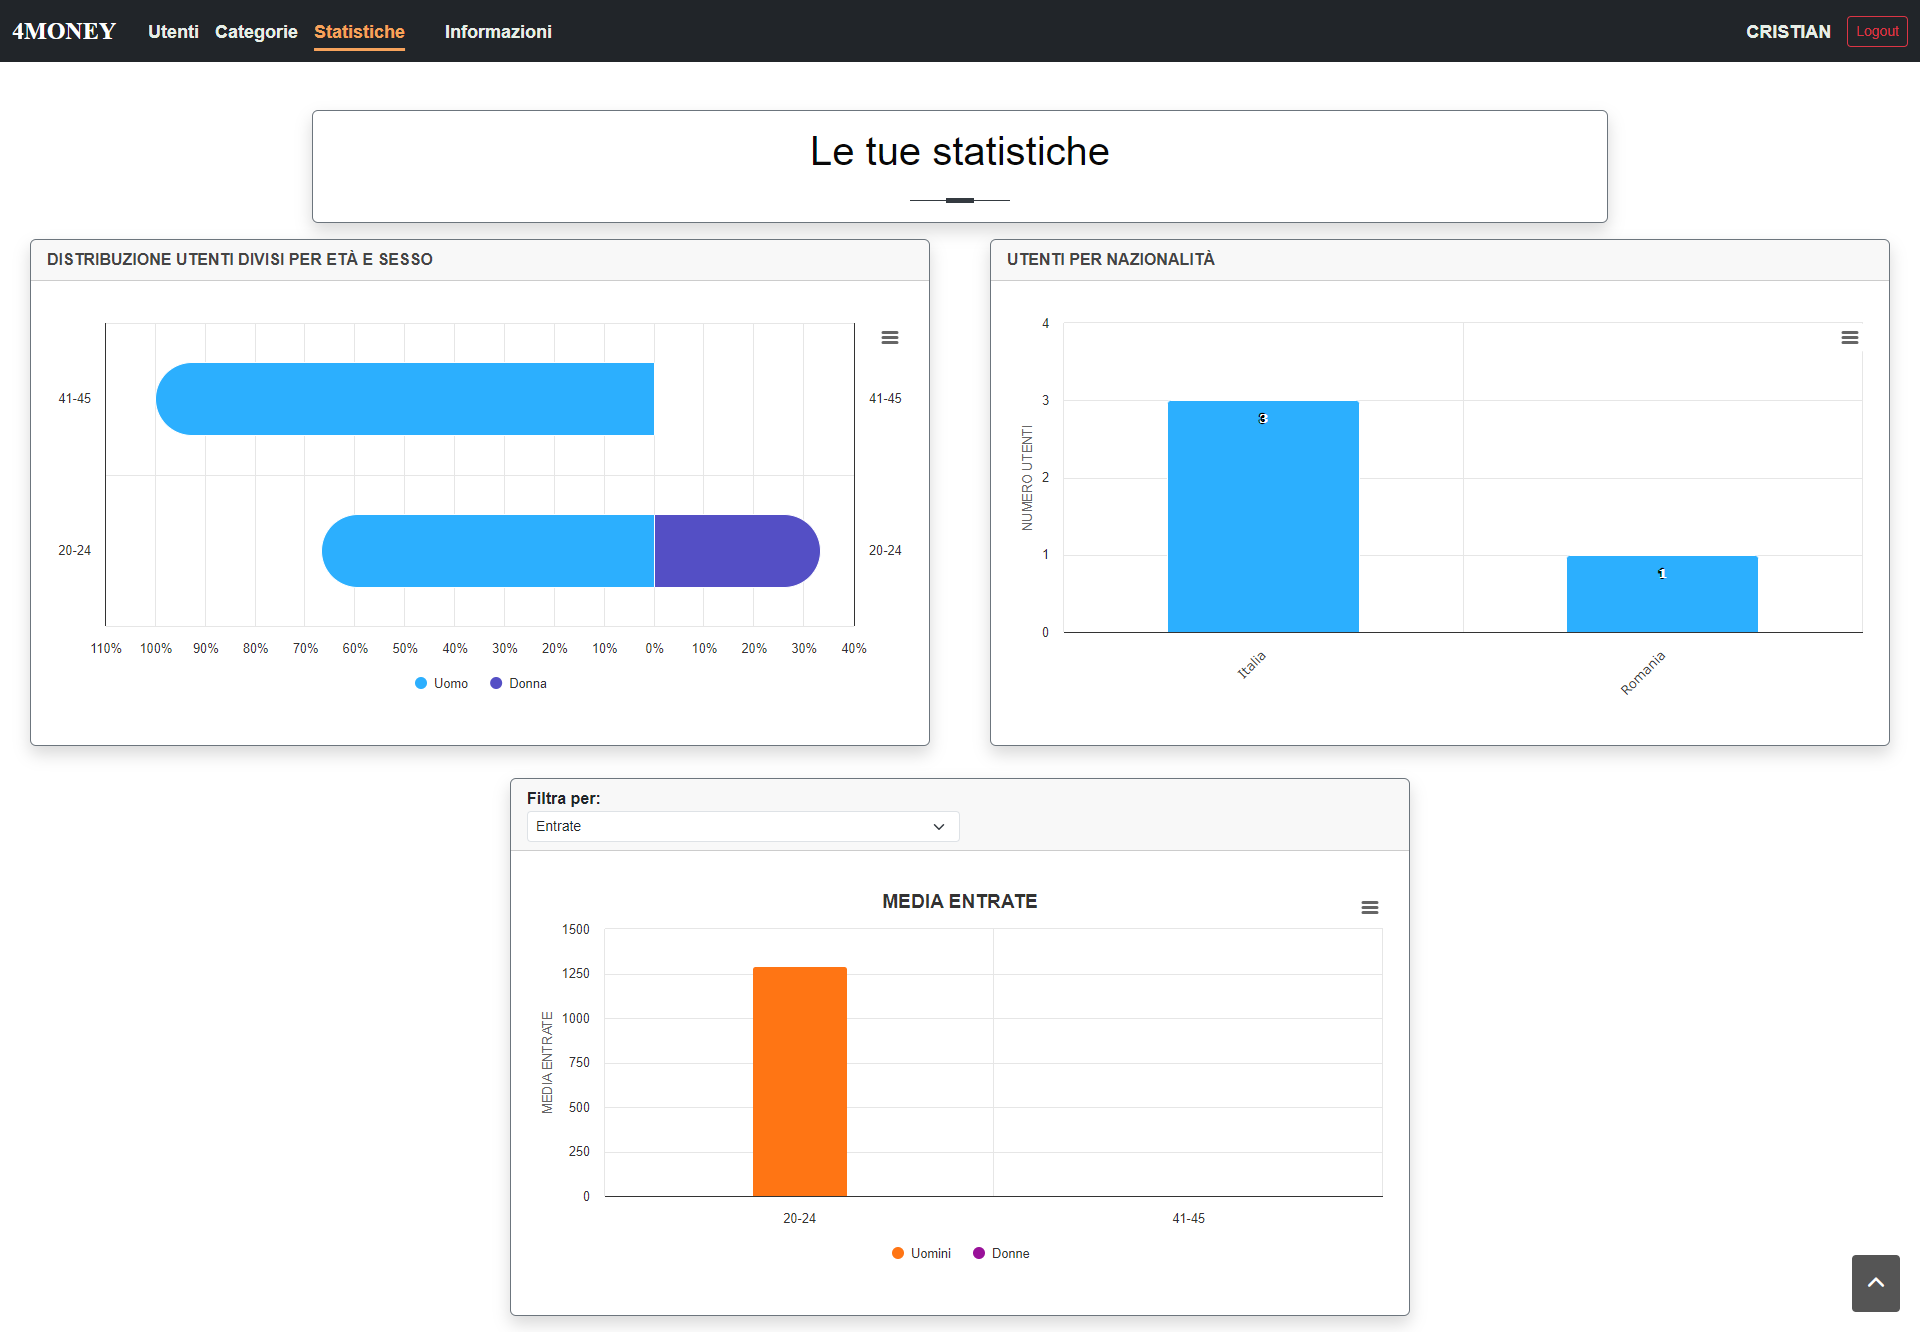 4MONEY Utenti Categorie Statistiche Informazioni CRISTIAN Logout
Le tue statistiche
DISTRIBUZIONE UTENTI DIVISI PER ETÀ E SESSO
41-45 41-45
20-24 20-24
110% 100% 90% 80% 70% 60% 50% 40% 30% 20% 10% 0% 10% 20% 30% 40%
Uomo Donna
UTENTI PER NAZIONALITÀ
NUMERO UTENTI
4
3
2
1
0
3
1
Italia
Romania
Filtra per:
Entrate
MEDIA ENTRATE
MEDIA ENTRATE
1500
1250
1000
750
500
250
0
20-24 41-45
Uomini Donne